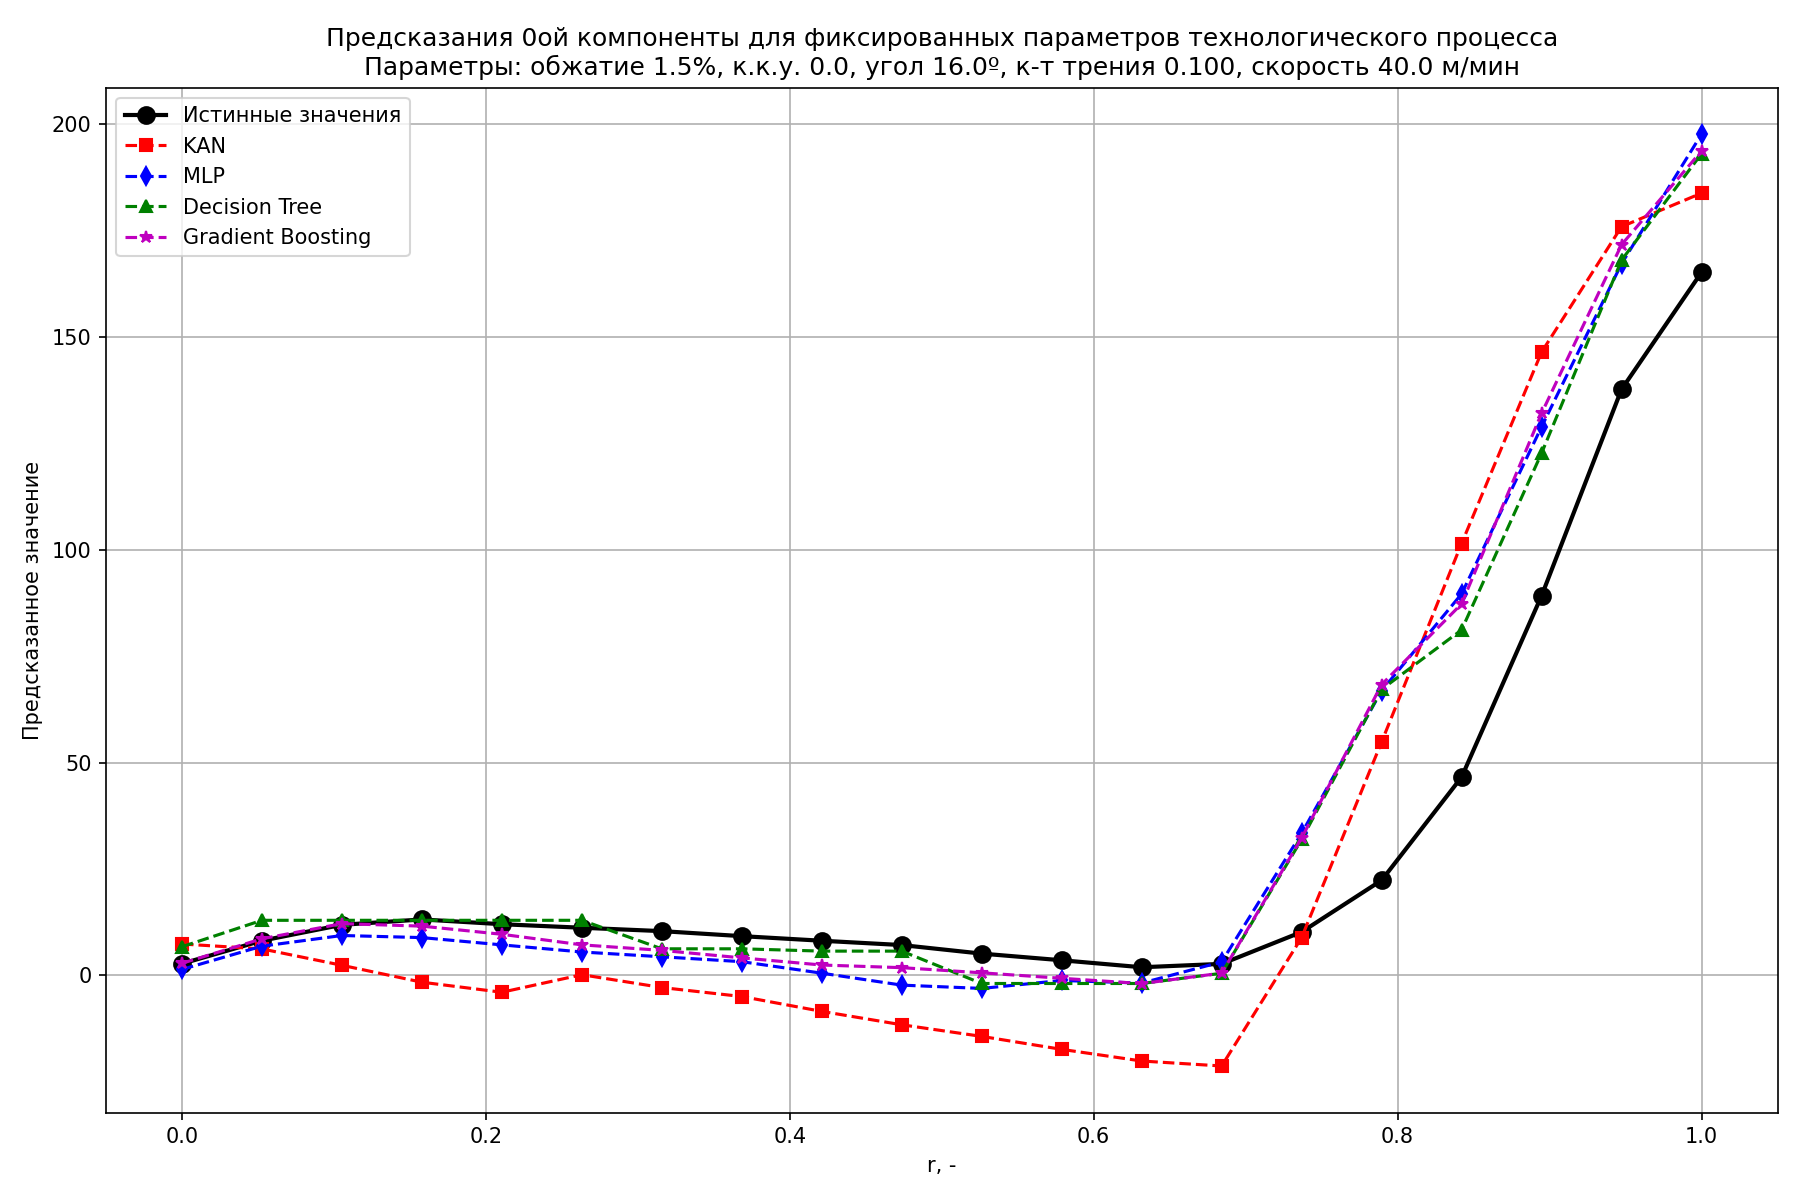 Предсказания 0ой компоненты для фиксированных параметров технологического процесса
Параметры: обжатие 1.5%, к.к.у. 0.0, угол 16.0º, к-т трения 0.100, скорость 40.0 м/мин
Истинные значения
KAN
MLP
Decision Tree
Gradient Boosting
Предсказанное значение
200
150
100
50
0
0.0
0.2
0.4
0.6
0.8
1.0
r, -